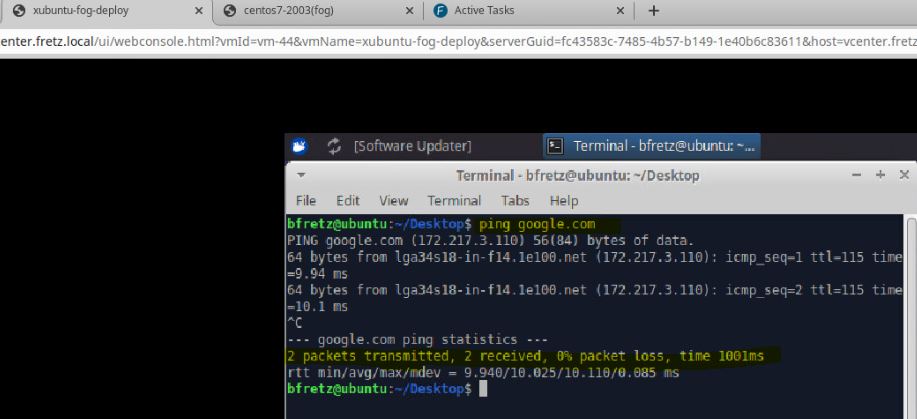 xubuntu-fog-deploy
centos7-2003(fog)
Active Tasks
enter.fretz.local/ui/webconsole.html?vmId=vm-44&vmName=xubuntu-fog-deploy&serverGuid=fc43583c-7485-4b57-b149-1e40b6c83611&host=vcenter.fretz
[Software Updater]
Terminal - bfretz@ubuntu: ~...
Terminal - bfretz@ubuntu: ~/Desktop
File Edit View Terminal Tabs Help
bfretz@ubuntu:~/Desktop$ ping google.com
PING google.com (172.217.3.110) 56(84) bytes of data.
64 bytes from lga34s18-in-f14.1e100.net (172.217.3.110): icmp_seq=1 ttl=115 time
=9.94 ms
64 bytes from lga34s18-in-f14.1e100.net (172.217.3.110): icmp_seq=2 ttl=115 time
=10.1 ms
^C
--- google.com ping statistics ---
2 packets transmitted, 2 received, 0% packet loss, time 1001ms
rtt min/avg/max/mdev = 9.940/10.025/10.110/0.085 ms
bfretz@ubuntu:~/Desktop$